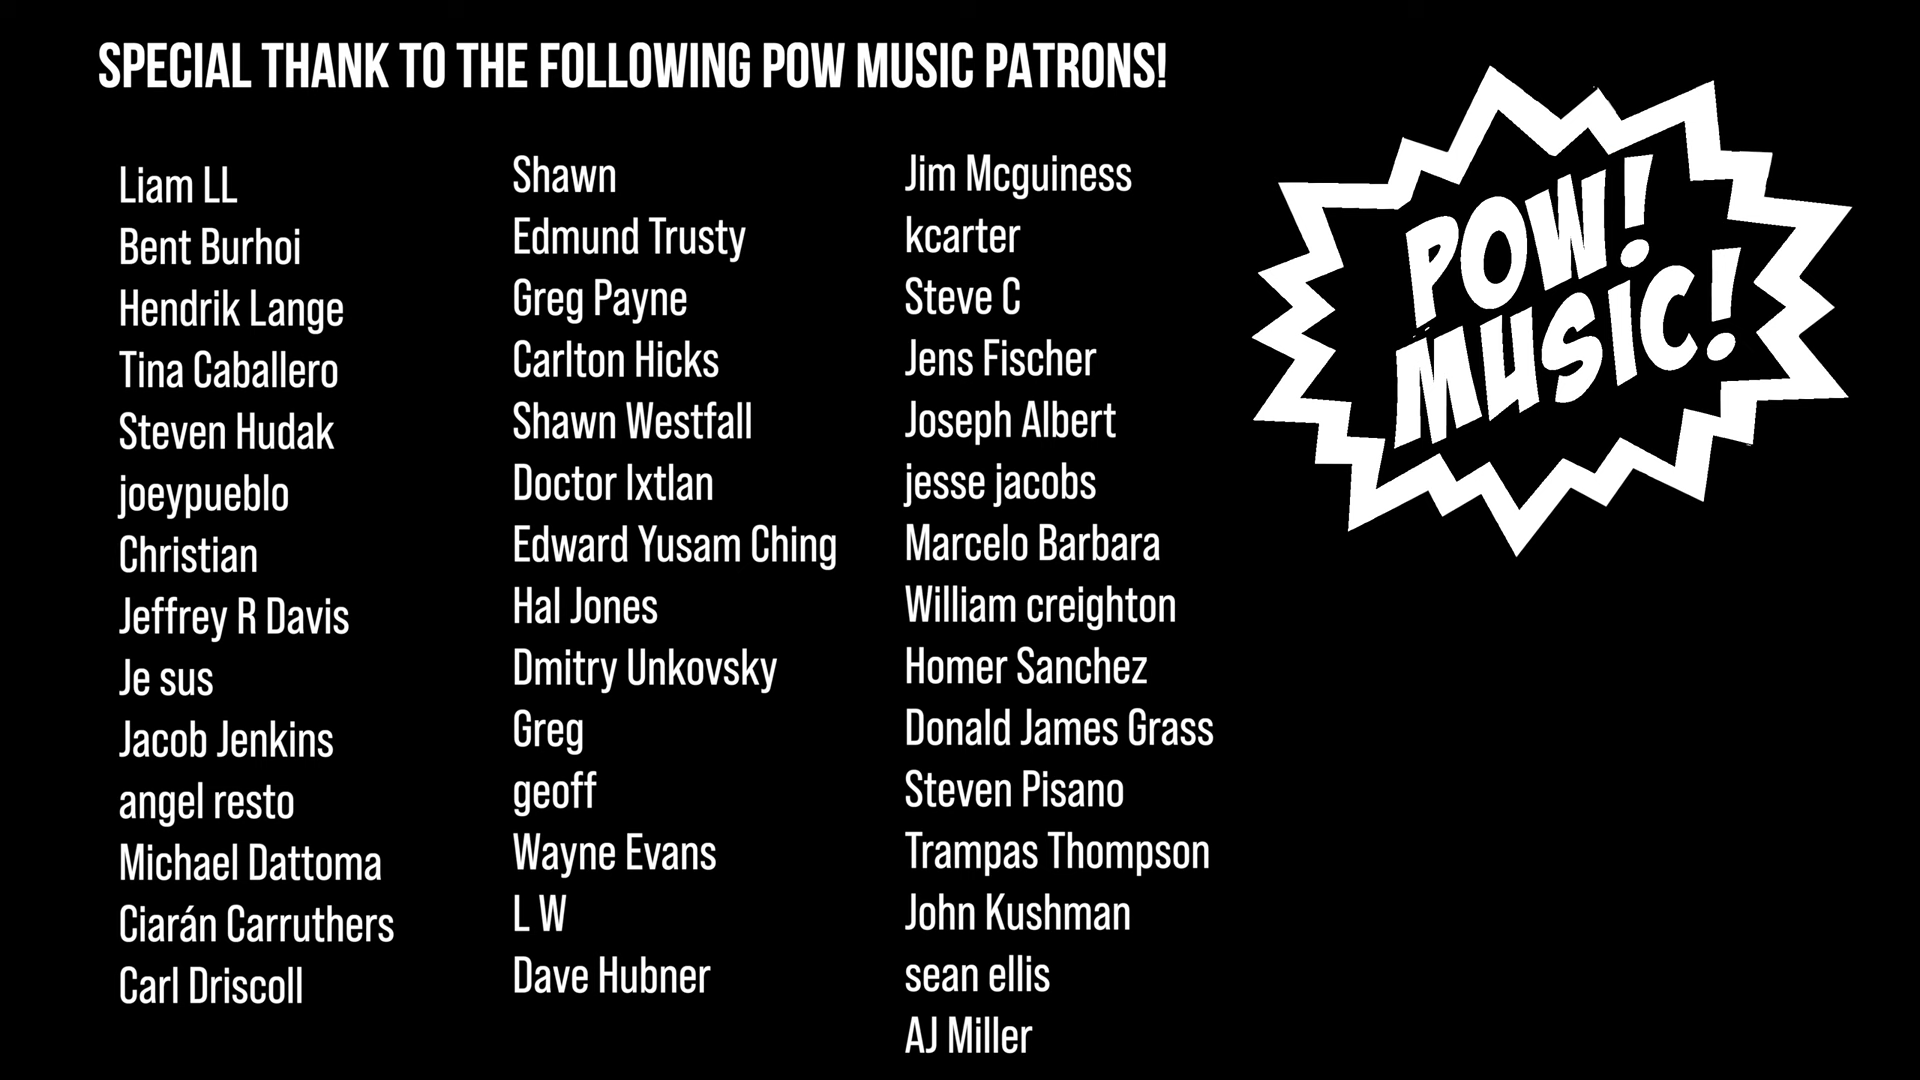 SPECIAL THANK TO THE FOLLOWING POW MUSIC PATRONS!
Liam LL
Bent Burhoi
Hendrik Lange
Tina Caballero
Steven Hudak
joeypueblo
Christian
Jeffrey R Davis
Je sus
Jacob Jenkins
angel resto
Michael Dattoma
Ciarán Carruthers
Carl Driscoll
Shawn
Edmund Trusty
Greg Payne
Carlton Hicks
Shawn Westfall
Doctor Ixtlan
Edward Yusam Ching
Hal Jones
Dmitry Unkovsky
Greg
geoff
Wayne Evans
L W
Dave Hubner
Jim Mcguiness
kcarter
Steve C
Jens Fischer
Joseph Albert
jesse jacobs
Marcelo Barbara
William creighton
Homer Sanchez
Donald James Grass
Steven Pisano
Trampas Thompson
John Kushman
sean ellis
AJ Miller
POW!
MUSIC!